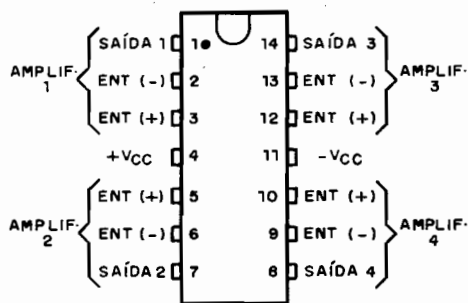 SAÍDA 1 1 14 SAÍDA 3
AMPLIF. 1 ENT (-) 2 13 ENT (-) AMPLIF. 3
ENT (+) 3 12 ENT (+)
+VCC 4 11 -VCC
ENT (+) 5 10 ENT (+)
AMPLIF. 2 ENT (-) 6 9 ENT (-) AMPLIF. 4
SAÍDA 2 7 8 SAÍDA 4